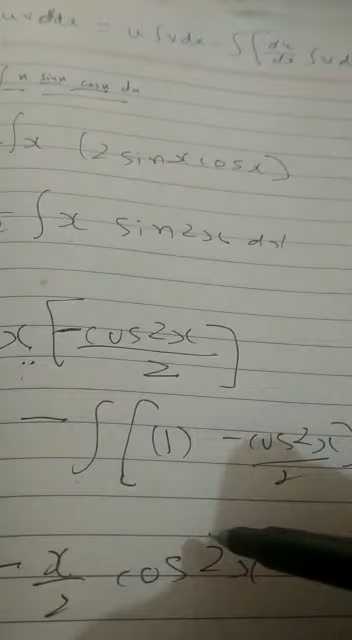 uv dx = u ∫v dx - ∫[du/dx ∫v d
∫ x sinx cosx dx
∫x (2 sinx cosx)
= ∫x sin2x dx
x [-cos2x/2]
- ∫[(1) -cos2x/2
- x/2 cos2x